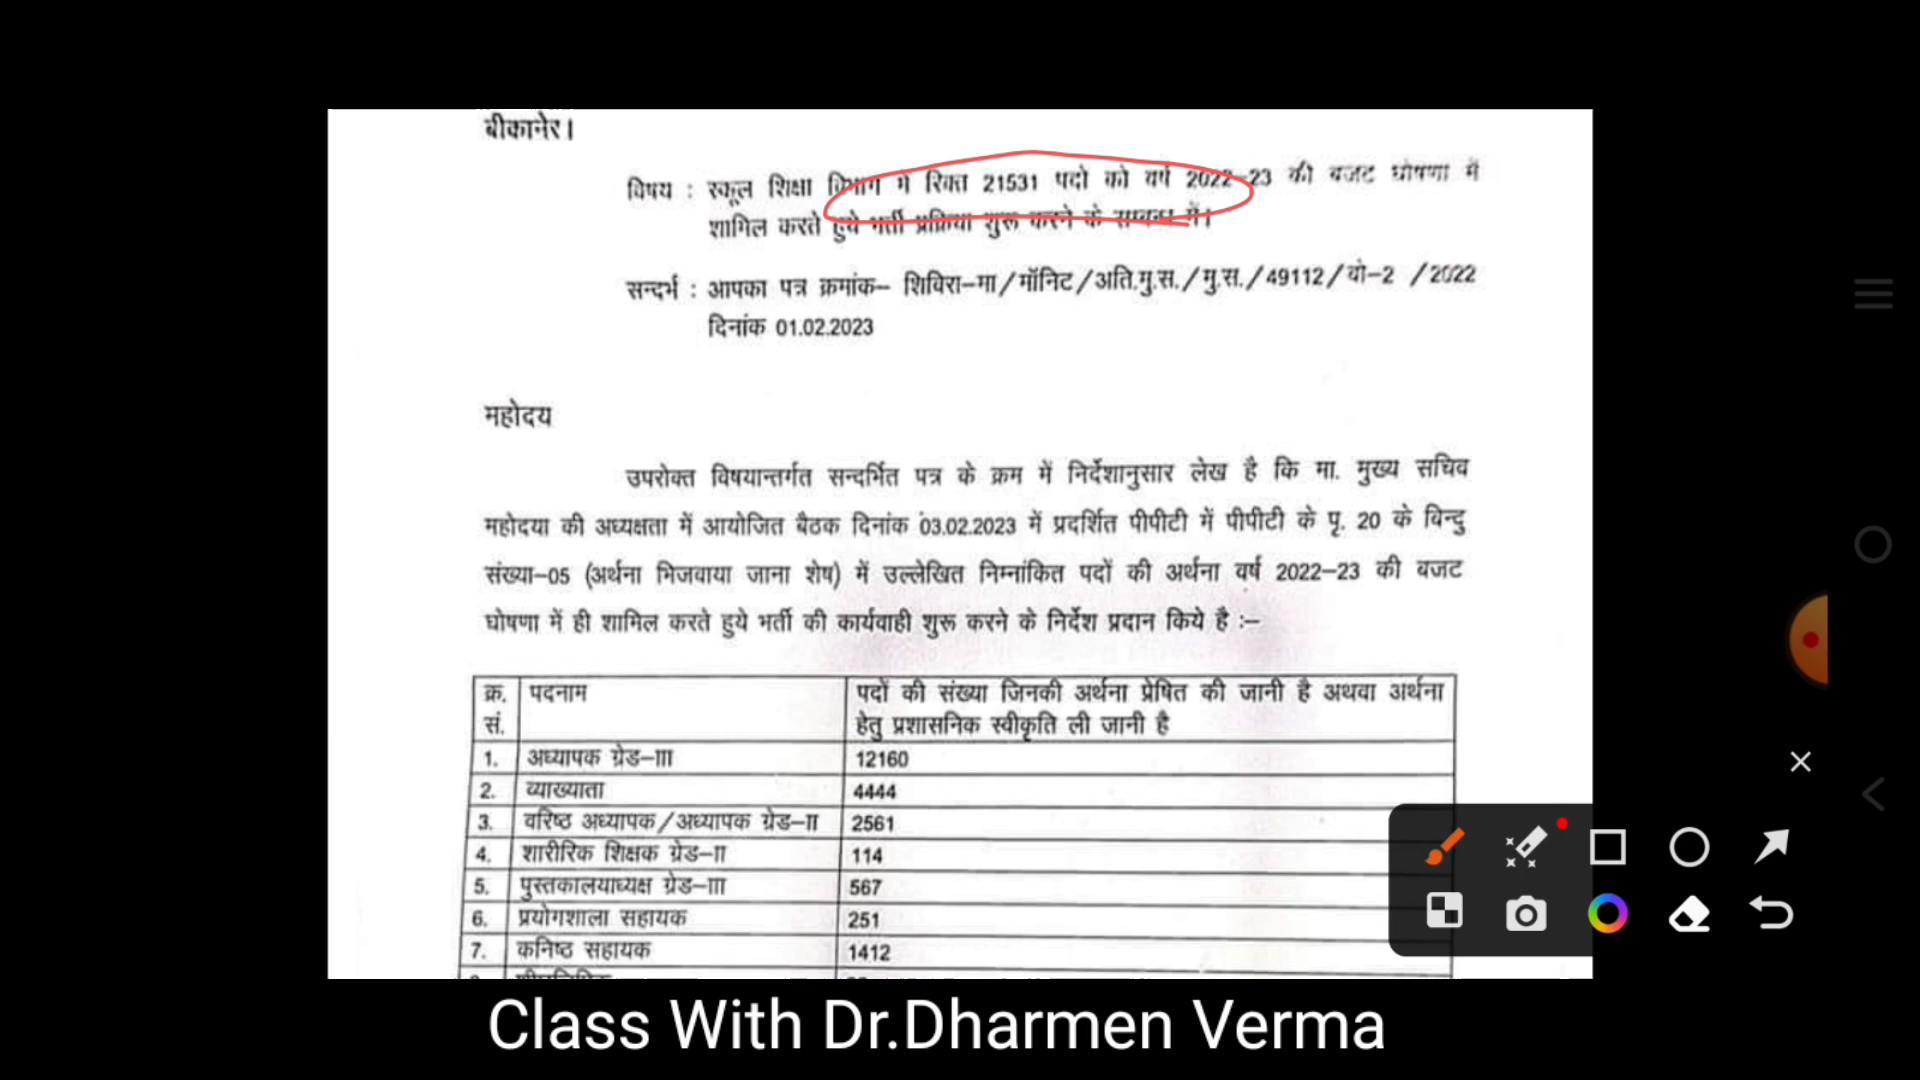 बीकानेर।
विषय : स्कूल शिक्षा विभाग में रिक्त 21531 पदो को वर्ष 2022-23 की बजट घोषणा में
शामिल करते हुये भर्ती प्रक्रिया शुरू करने के सम्बन्ध में।
सन्दर्भ : आपका पत्र क्रमांक– शिविरा–मा/मॉनिट/अति.मु.स./मु.स./49112/वो-2 /2022
दिनांक 01.02.2023
महोदय
उपरोक्त विषयान्तर्गत सन्दर्भित पत्र के क्रम में निर्देशानुसार लेख है कि मा. मुख्य सचिव
महोदया की अध्यक्षता में आयोजित बैठक दिनांक 03.02.2023 में प्रदर्शित पीपीटी में पीपीटी के पृ. 20 के बिन्दु
संख्या–05 (अर्थना भिजवाया जाना शेष) में उल्लेखित निम्नांकित पदों की अर्थना वर्ष 2022–23 की बजट
घोषणा में ही शामिल करते हुये भर्ती की कार्यवाही शुरू करने के निर्देश प्रदान किये है :–
क्र. सं. पदनाम पदों की संख्या जिनकी अर्थना प्रेषित की जानी है अथवा अर्थना
हेतु प्रशासनिक स्वीकृति ली जानी है
1. अध्यापक ग्रेड–III 12160
2. व्याख्याता 4444
3. वरिष्ठ अध्यापक/अध्यापक ग्रेड–II 2561
4. शारीरिक शिक्षक ग्रेड–II 114
5. पुस्तकालयाध्यक्ष ग्रेड–III 567
6. प्रयोगशाला सहायक 251
7. कनिष्ठ सहायक 1412
Class With Dr.Dharmen Verma